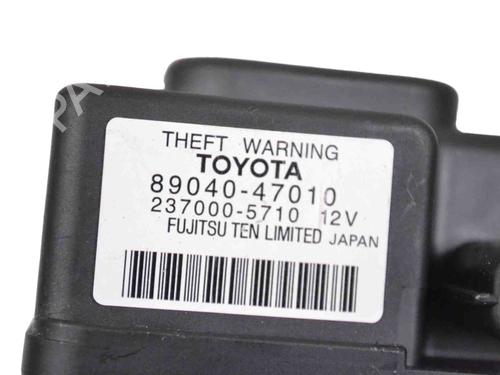 THEFT WARNING
TOYOTA
89040-47010
237000-5710 12V
FUJITSU TEN LIMITED JAPAN